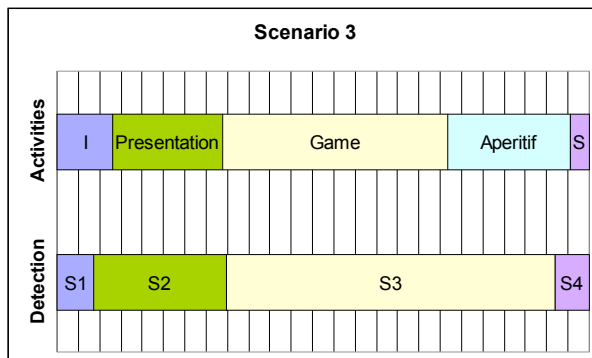 Scenario 3
Activities
I Presentation Game Aperitif S
Detection
S1 S2 S3 S4